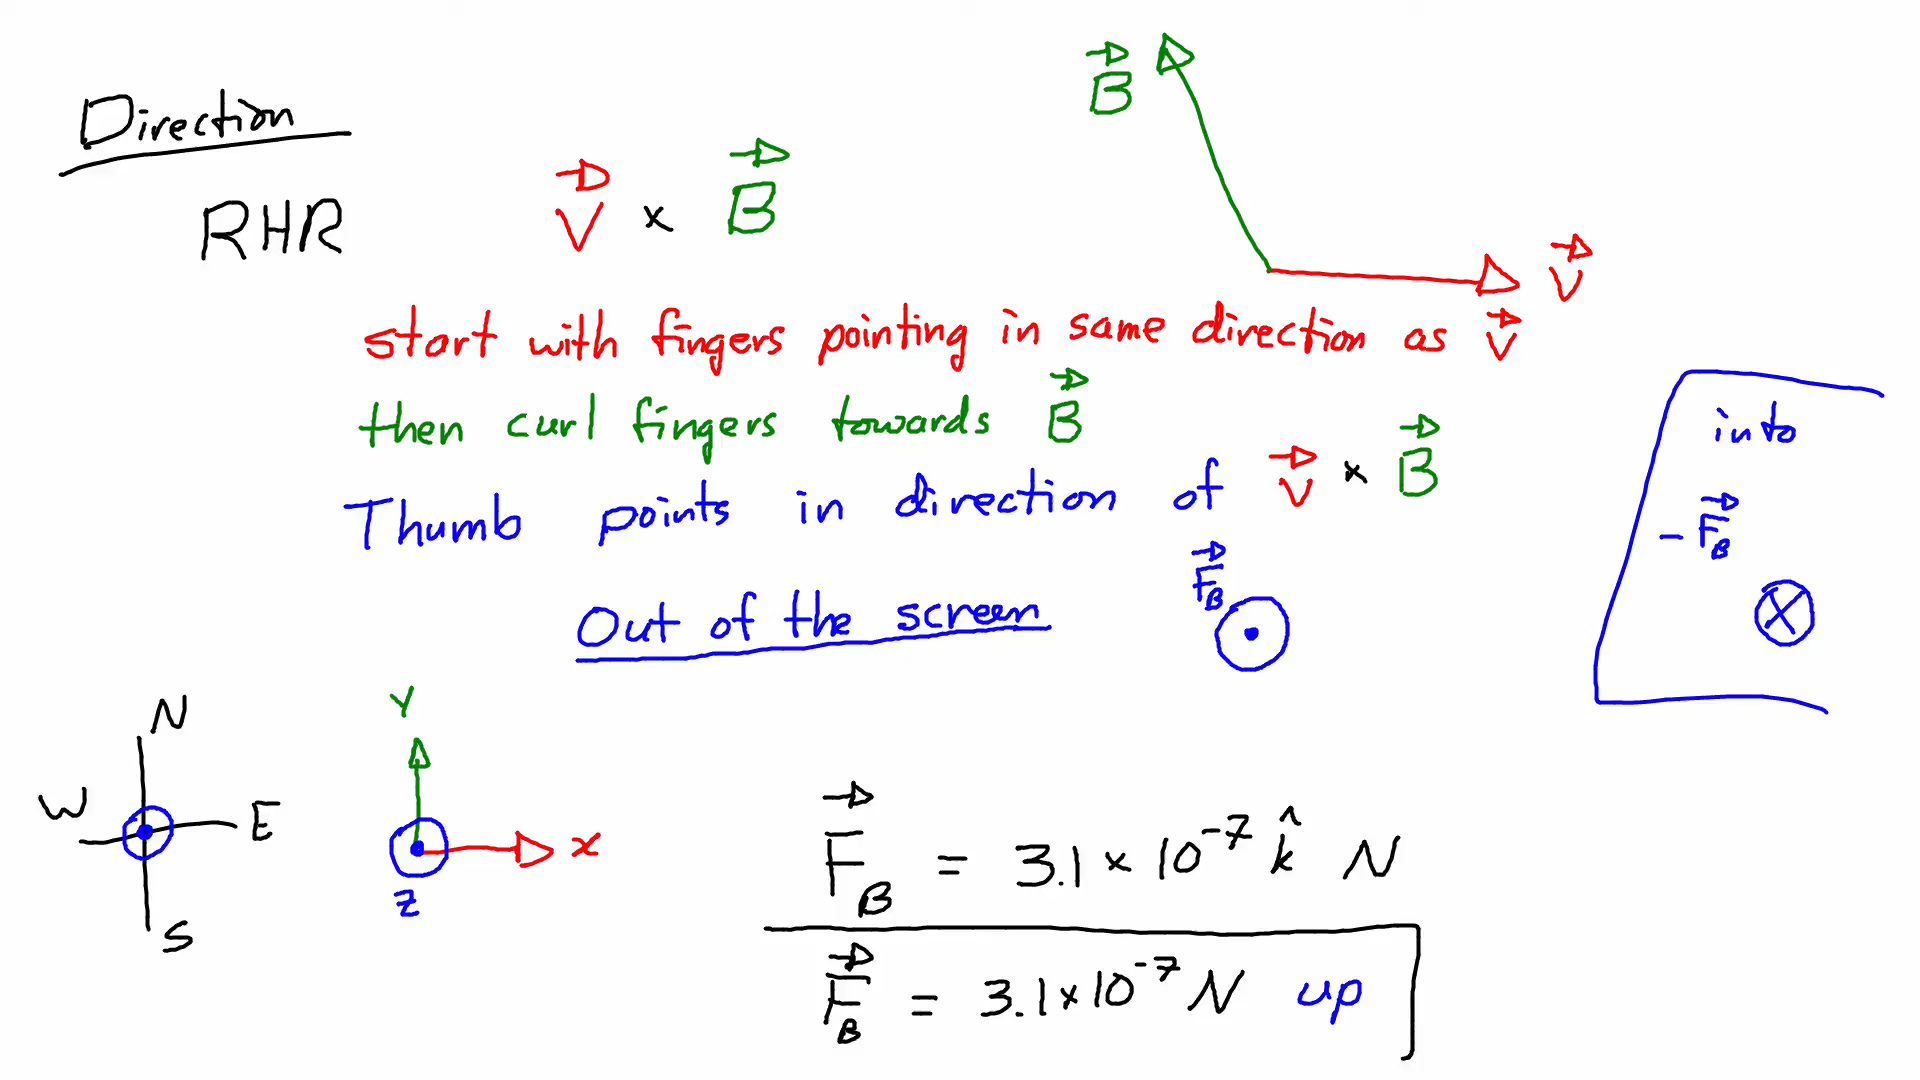 Direction
B
RHR
V x B
V
start with fingers pointing in same direction as V
then curl fingers towards B
into
Thumb points in direction of V x B
- F_B
Out of the screen
F_B
N
W E
S
Y
x
Z
F_B = 3.1 x 10^-7 k̂ N
F_B = 3.1 x 10^-7 N up